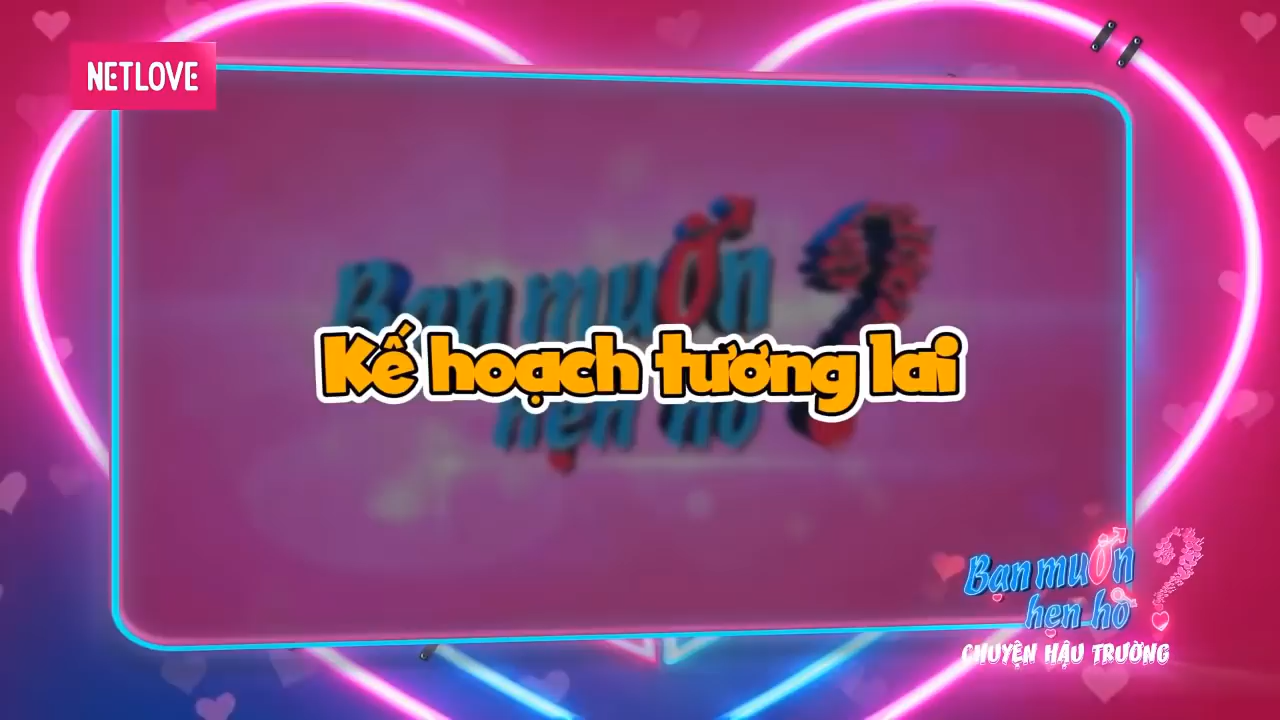 NETLOVE
Bạn muốn
Kế hoạch tương lai
hẹn hò
Bạn muốn
hẹn hò ?
CHUYỆN HẬU TRƯỜNG